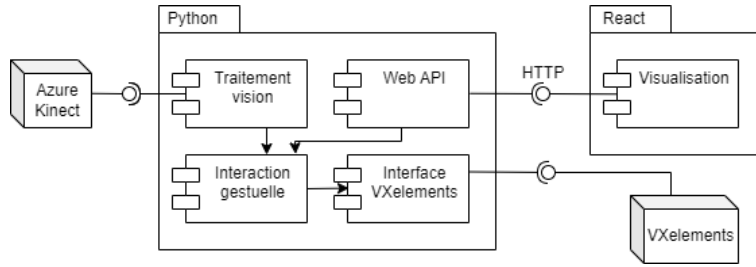 Python
React
Azure
Kinect
Traitement
vision
Web API
HTTP
Visualisation
Interaction
gestuelle
Interface
VXelements
VXelements